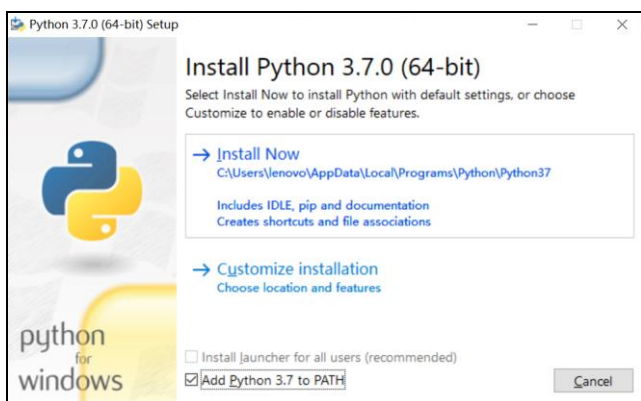 Python 3.7.0 (64-bit) Setup
Install Python 3.7.0 (64-bit)
Select Install Now to install Python with default settings, or choose
Customize to enable or disable features.
→ Install Now
C:\Users\lenovo\AppData\Local\Programs\Python\Python37
Includes IDLE, pip and documentation
Creates shortcuts and file associations
→ Customize installation
Choose location and features
python
for
windows
Install launcher for all users (recommended)
Add Python 3.7 to PATH
Cancel